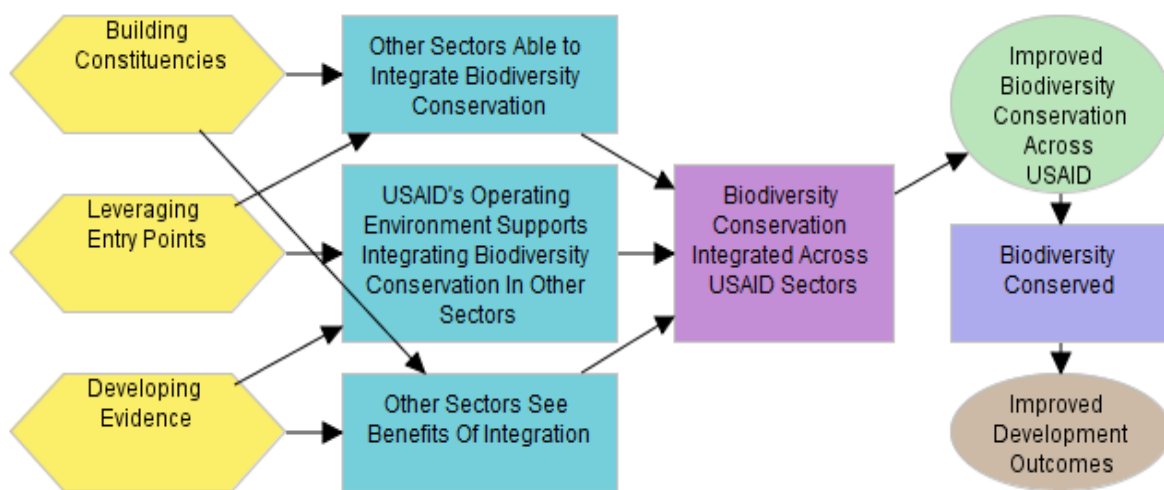 Building
Constituencies
Leveraging
Entry Points
Developing
Evidence
Other Sectors Able to
Integrate Biodiversity
Conservation
USAID's Operating
Environment Supports
Integrating Biodiversity
Conservation In Other
Sectors
Other Sectors See
Benefits Of Integration
Biodiversity
Conservation
Integrated Across
USAID Sectors
Improved
Biodiversity
Conservation
Across
USAID
Biodiversity
Conserved
Improved
Development
Outcomes